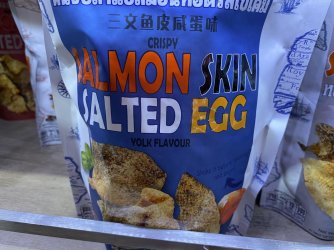 三文鱼皮咸蛋味
CRISPY
SALMON SKIN
SALTED EGG
YOLK FLAVOUR